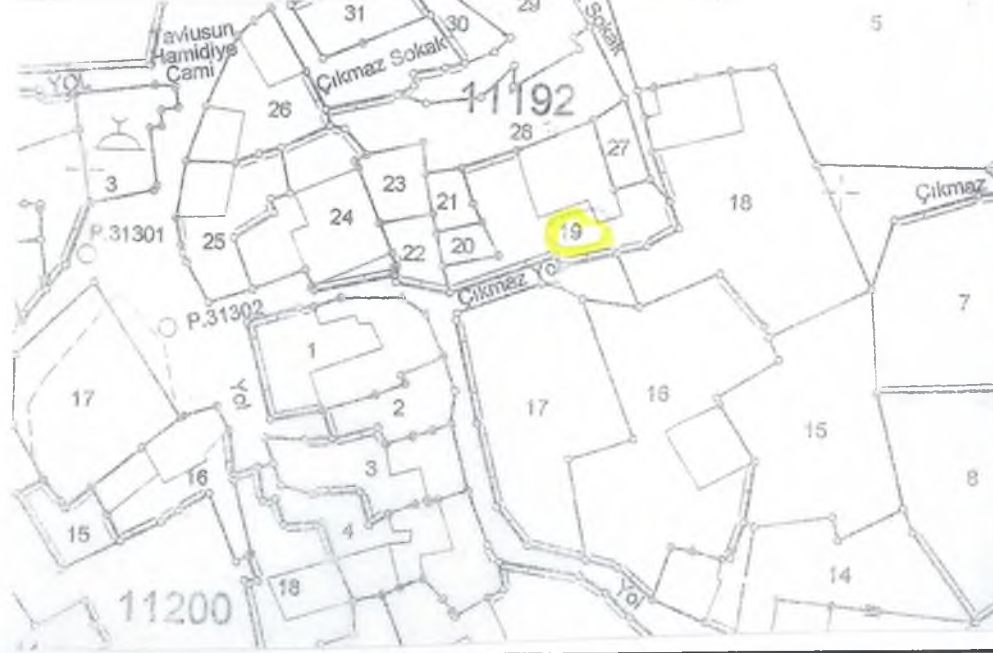 31
30
29
Sokak
5
Tavlusun
Hamidiye
Cami
Yol
Çıkmaz Sokak
26
11192
28
27
3
23
21
18
Çıkmaz
24
25
19
22
20
P.31301
Çıkmaz Yol
P.31302
7
1
17
Yol
2
17
16
15
3
16
8
15
4
14
18
Yol
11200